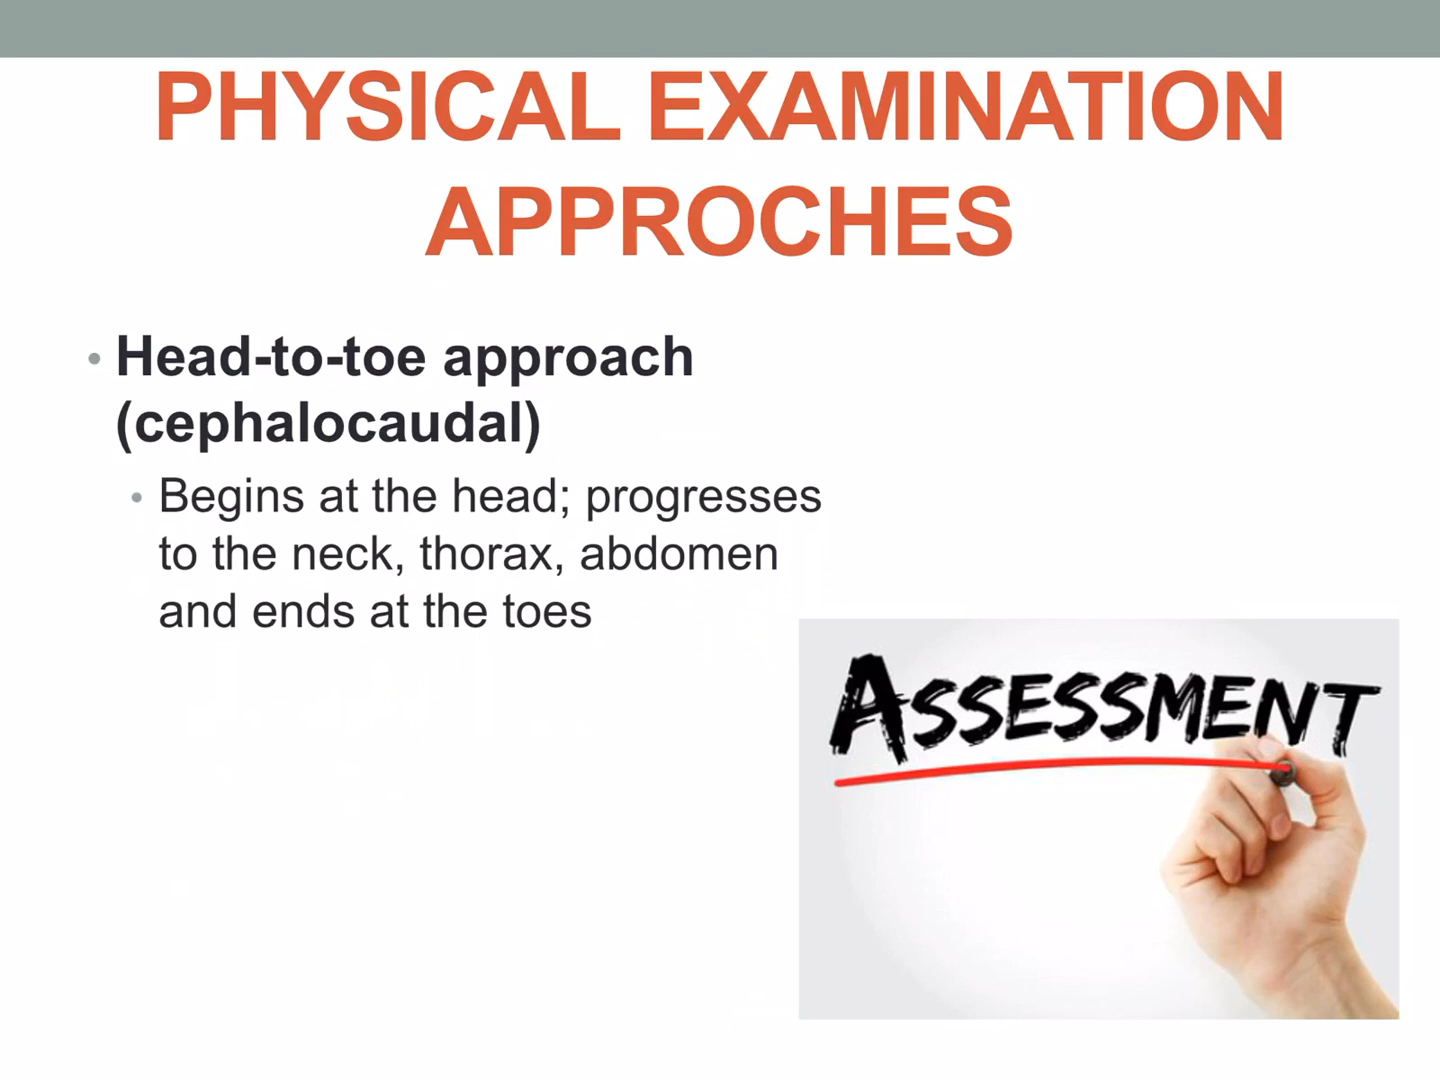 PHYSICAL EXAMINATION
APPROCHES
• Head-to-toe approach
(cephalocaudal)
• Begins at the head; progresses
to the neck, thorax, abdomen
and ends at the toes
ASSESSMENT